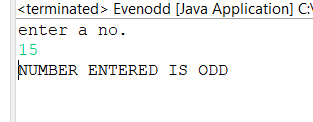 <terminated> Evenodd [Java Application] C:\
enter a no.
15
NUMBER ENTERED IS ODD